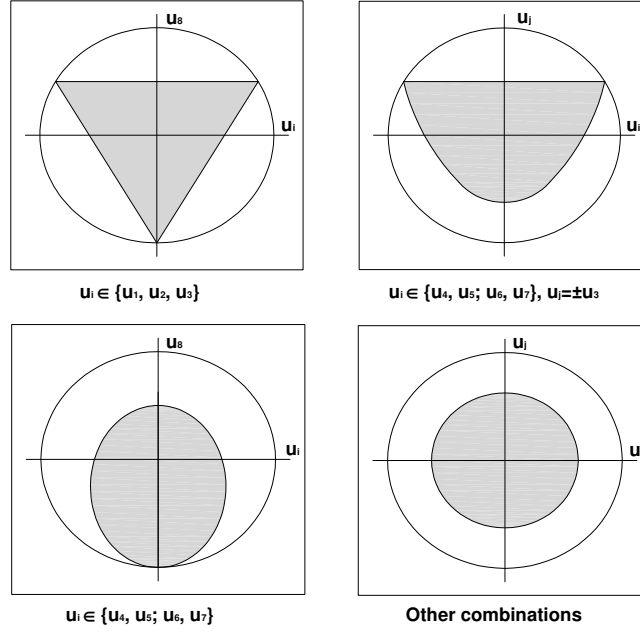 u₈
uᵢ
uᵢ ∈ {u₁, u₂, u₃}
uⱼ
uᵢ
uᵢ ∈ {u₄, u₅; u₆, u₇}, uⱼ=±u₃
u₈
uᵢ
uᵢ ∈ {u₄, u₅; u₆, u₇}
uⱼ
u
Other combinations